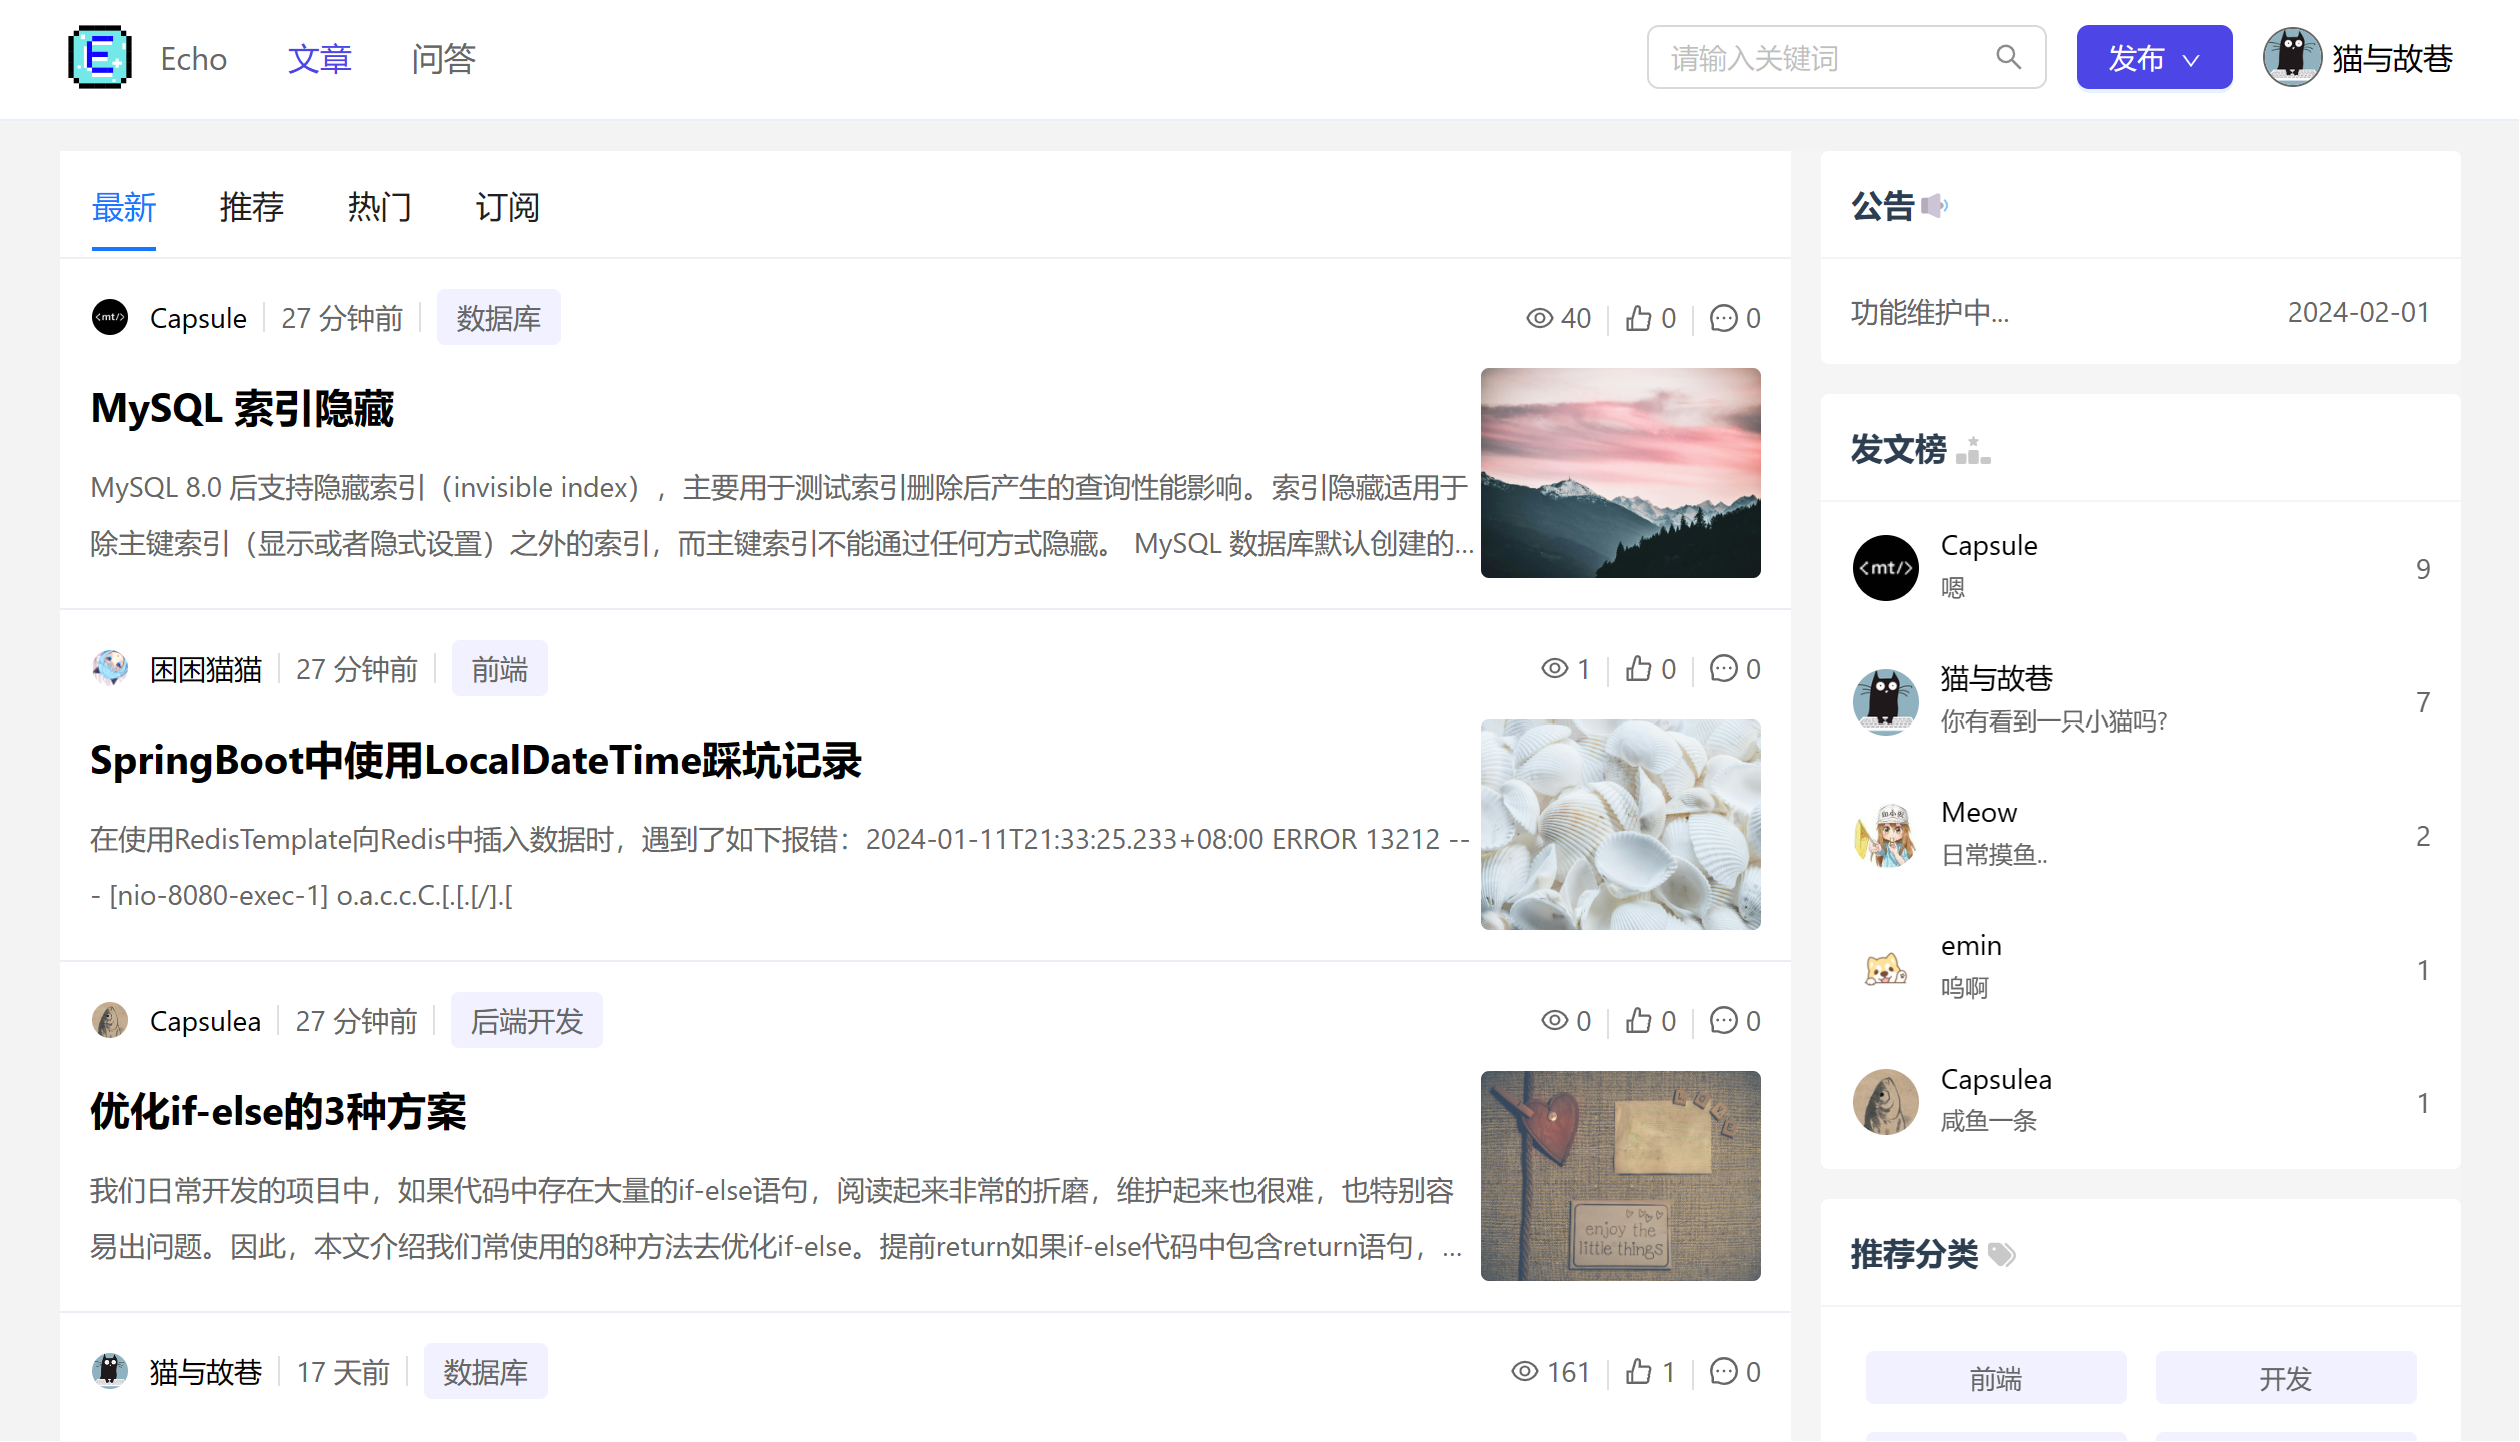 E Echo 文章 问答 请输入关键词 发布 猫与故巷
最新 推荐 热门 订阅
<mt/> Capsule 27 分钟前 数据库 40 0 0
MySQL 索引隐藏
MySQL 8.0 后支持隐藏索引（invisible index），主要用于测试索引删除后产生的查询性能影响。索引隐藏适用于
除主键索引（显示或者隐式设置）之外的索引，而主键索引不能通过任何方式隐藏。 MySQL 数据库默认创建的...
困困猫猫 27 分钟前 前端 1 0 0
SpringBoot中使用LocalDateTime踩坑记录
在使用RedisTemplate向Redis中插入数据时，遇到了如下报错：2024-01-11T21:33:25.233+08:00 ERROR 13212 --
- [nio-8080-exec-1] o.a.c.c.C.[.[.[/].[
Capsulea 27 分钟前 后端开发 0 0 0
优化if-else的3种方案
我们日常开发的项目中，如果代码中存在大量的if-else语句，阅读起来非常的折磨，维护起来也很难，也特别容
易出问题。因此，本文介绍我们常使用的8种方法去优化if-else。提前return如果if-else代码中包含return语句，...
LOVE
enjoy the
little things
猫与故巷 17 天前 数据库 161 1 0
公告
功能维护中... 2024-02-01
发文榜
<mt/> Capsule 9
嗯
猫与故巷 7
你有看到一只小猫吗?
Meow 2
日常摸鱼..
emin 1
呜啊
Capsulea 1
咸鱼一条
推荐分类
前端 开发